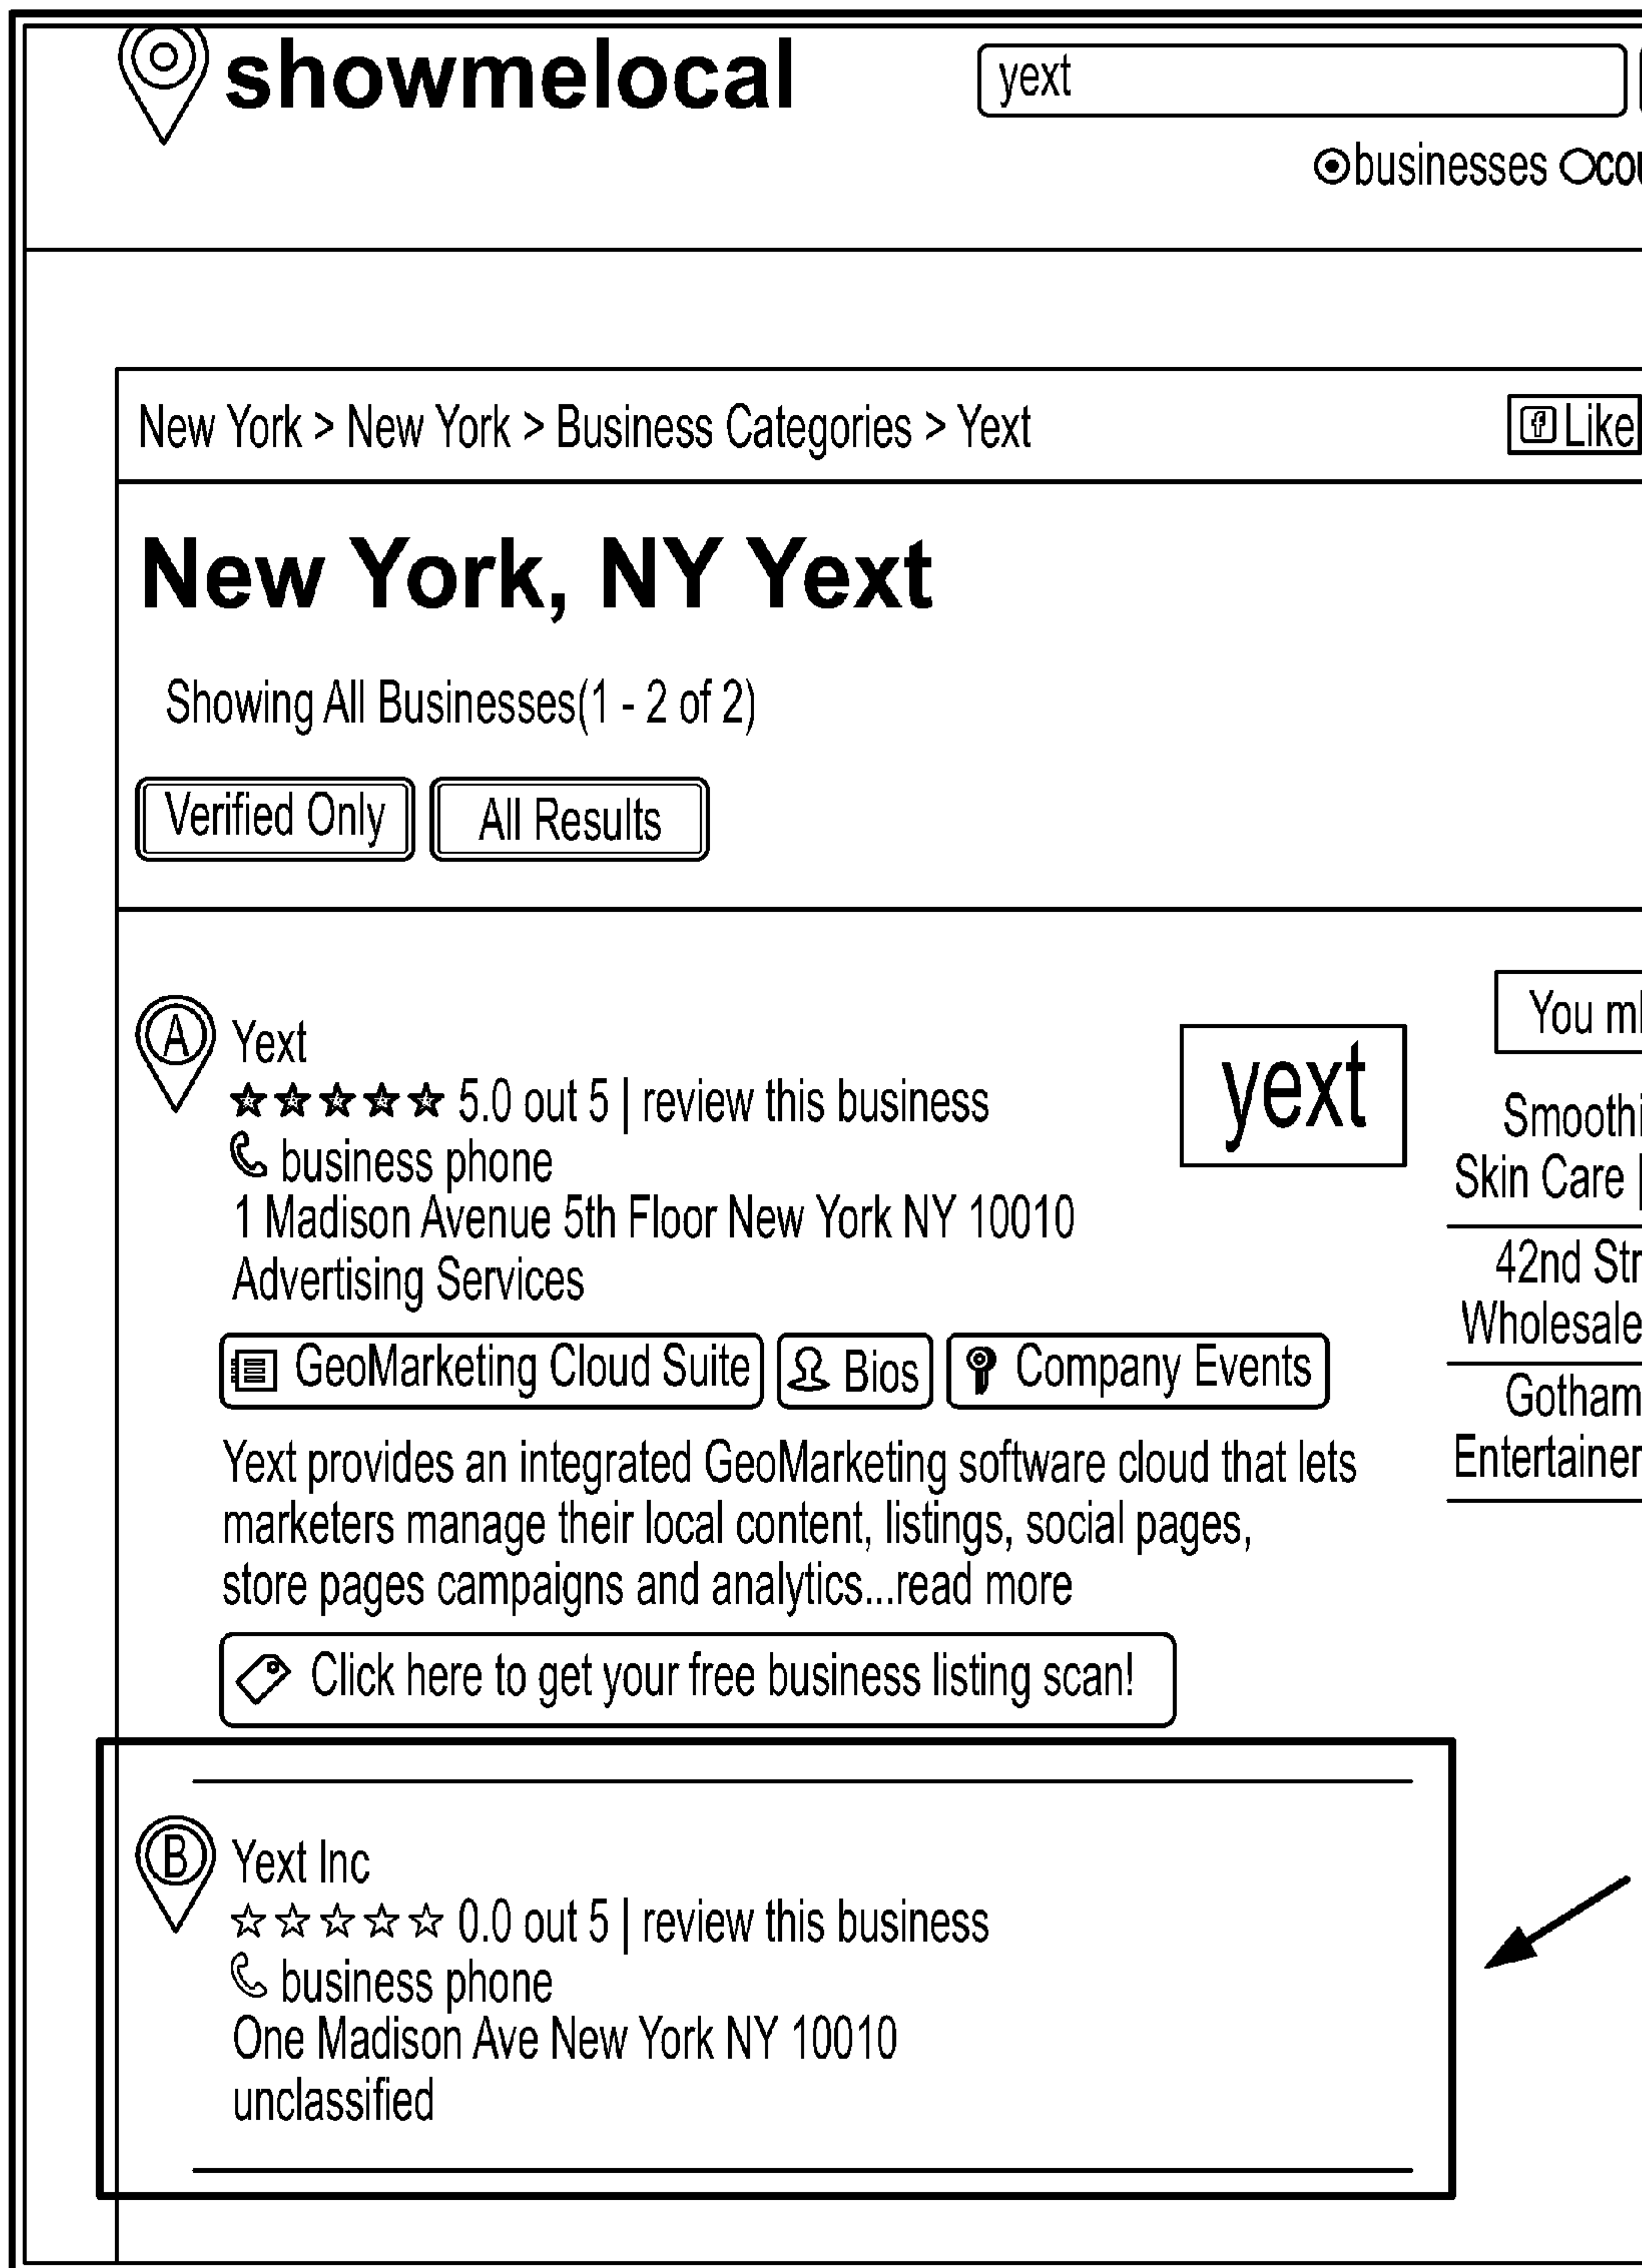 showmelocal
yext
businesses
New York > New York > Business Categories > Yext
Like
New York, NY Yext
Showing All Businesses(1 - 2 of 2)
Verified Only
All Results
A
Yext
5.0 out 5 | review this business
business phone
1 Madison Avenue 5th Floor New York NY 10010
Advertising Services
yext
GeoMarketing Cloud Suite
Bios
Company Events
Yext provides an integrated GeoMarketing software cloud that lets
marketers manage their local content, listings, social pages,
store pages campaigns and analytics...read more
Click here to get your free business listing scan!
You
Skin Care
42nd
Wholesale
Gotham
B
Yext Inc
0.0 out 5 | review this business
business phone
One Madison Ave New York NY 10010
unclassified